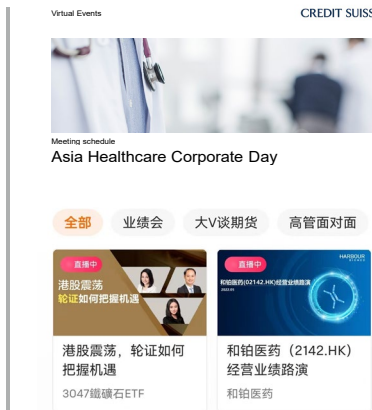 Virtual Events
CREDIT SUISS
Meeting schedule
Asia Healthcare Corporate Day
全部
业绩会
大V谈期货
高管面对面
直播中
港股震荡
轮证如何把握机遇
直播中
HARBOUR
BIOMED
和铂医药(02142.HK)经营业绩路演
港股震荡，轮证如何
把握机遇
3047鐵礦石ETF
和铂医药（2142.HK）
经营业绩路演
和铂医药